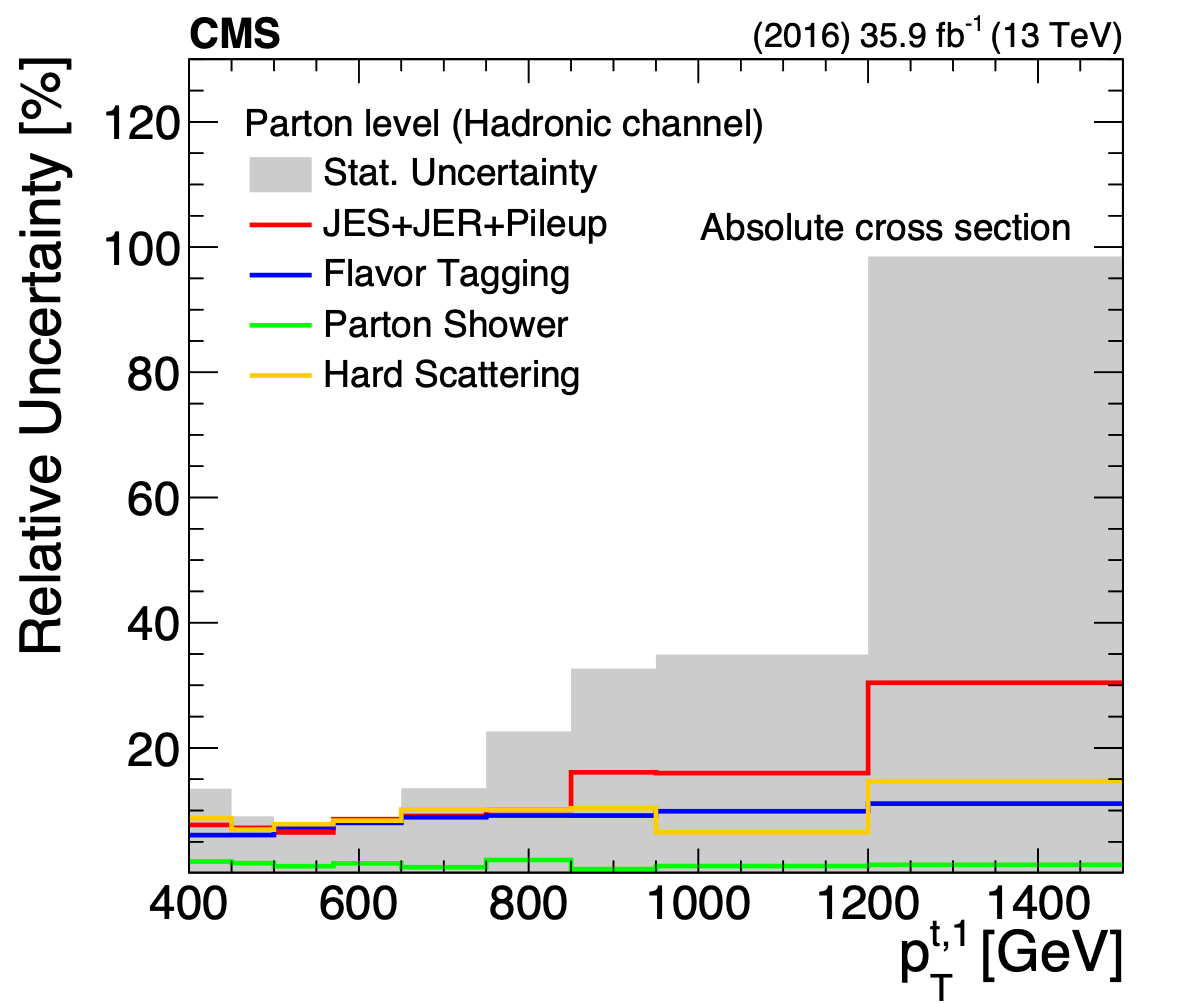 CMS (2016) 35.9 fb⁻¹ (13 TeV)
Relative Uncertainty [%]
Parton level (Hadronic channel)
Stat. Uncertainty
JES+JER+Pileup
Absolute cross section
Flavor Tagging
Parton Shower
Hard Scattering
120
100
80
60
40
20
400 600 800 1000 1200 1400
p_T^{t,1} [GeV]